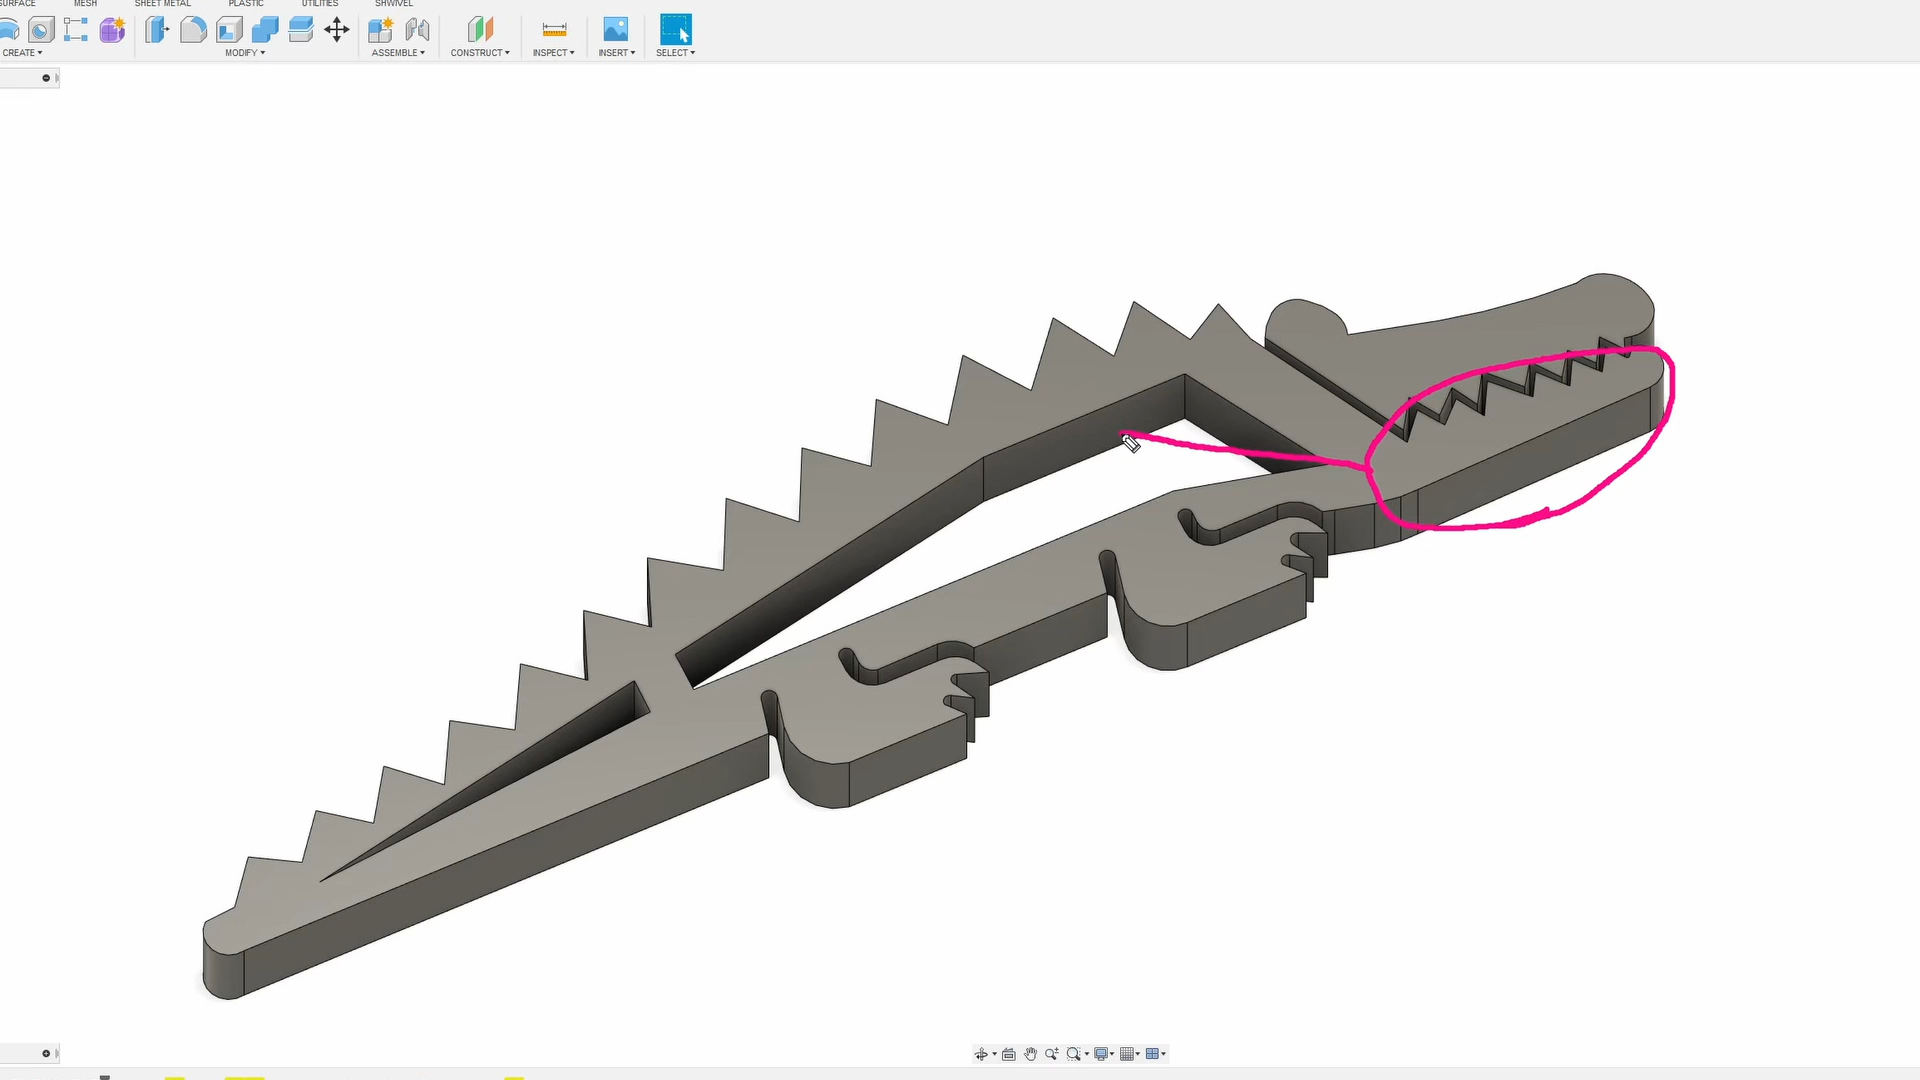 SURFACE MESH SHEET METAL PLASTIC UTILITIES SHWIVEL
CREATE MODIFY ASSEMBLE CONSTRUCT INSPECT INSERT SELECT